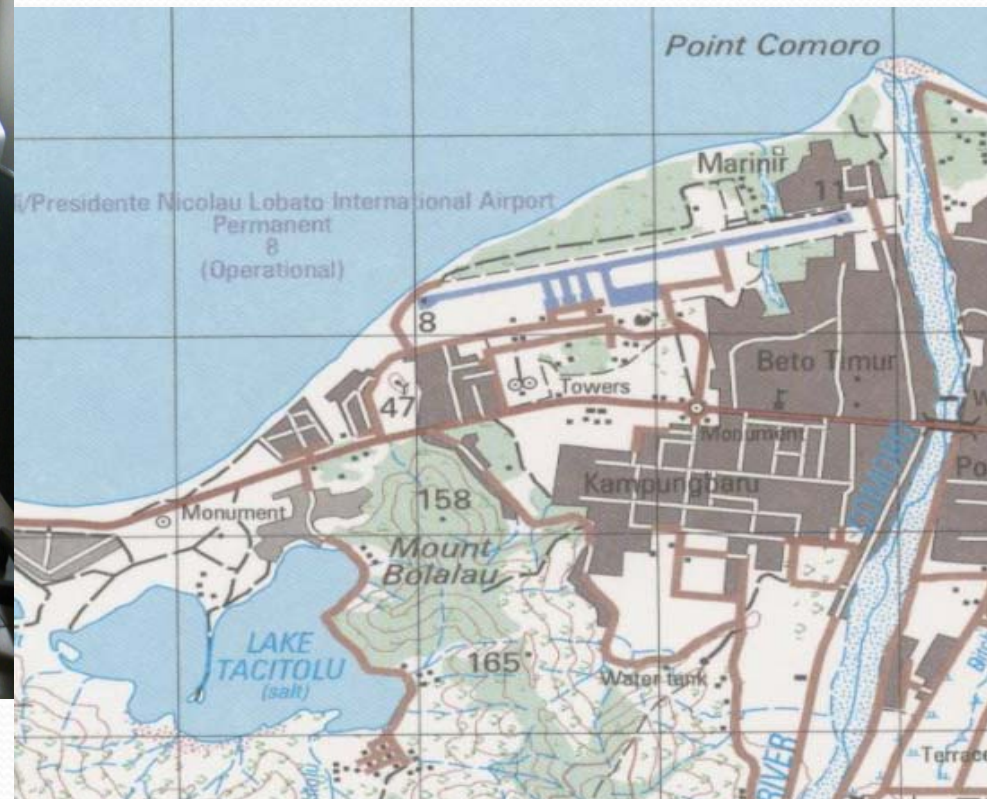 Point Comoro
Marinir
11
i/Presidente Nicolau Lobato International Airport
Permanent
8
(Operational)
8
Beto Timur
Towers
47
Monument
Kampungbaru
Po
158
Monument
Mount
Bolalau
LAKE
TACITOLU
(salt)
165
Water tank
RIVER
Terrace